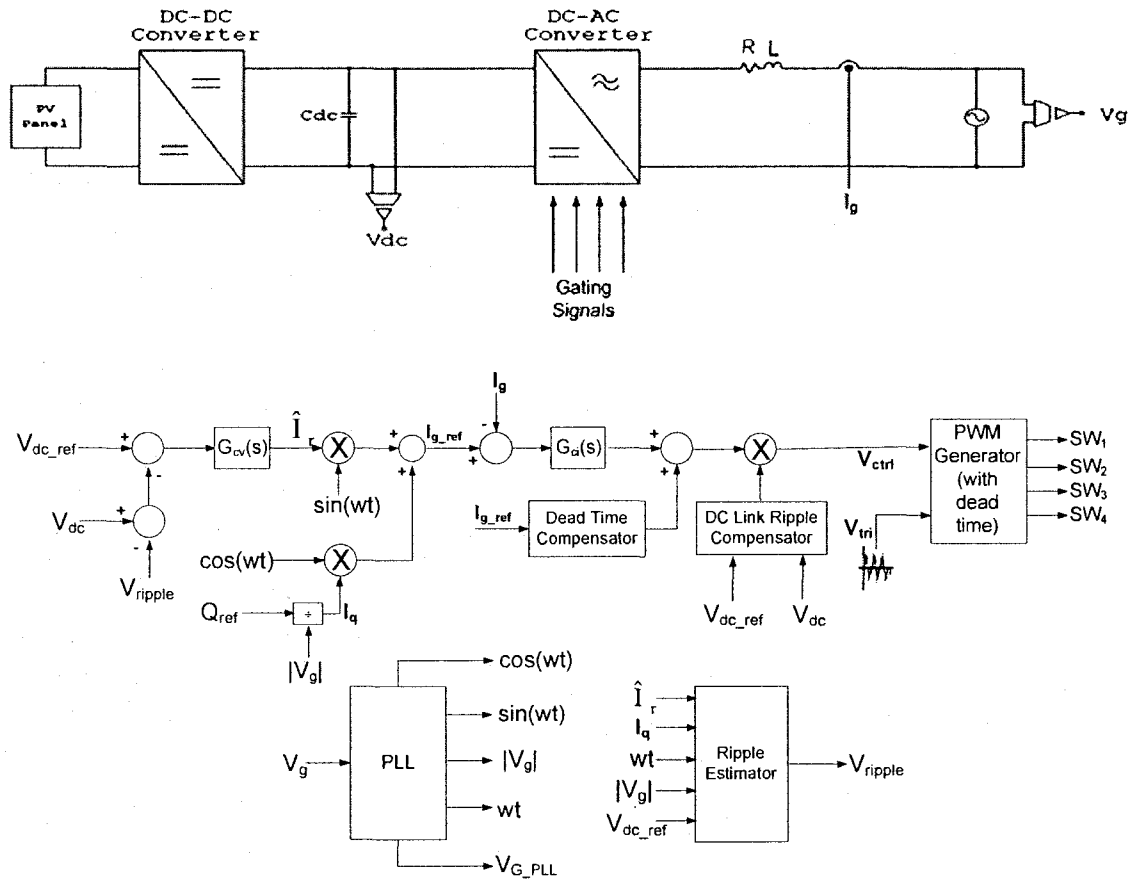 DC-DC
Converter
DC-AC
Converter
R L
PV
Panel
Cdc
Vg
Vdc
Ig
Gating
Signals
Ig
Vdc_ref
+
-
Gcv(s)
Îr
X
+
+
Ig_ref
-
+
Gci(s)
+
+
X
Vctrl
PWM
Generator
(with
dead
time)
SW1
SW2
SW3
SW4
sin(wt)
Vdc
+
-
Vripple
Ig_ref
Dead Time
Compensator
DC Link Ripple
Compensator
Vtri
cos(wt)
X
Qref
÷
Iq
|Vg|
Vdc_ref
Vdc
cos(wt)
sin(wt)
Vg
PLL
|Vg|
wt
VG_PLL
Îr
Iq
wt
|Vg|
Vdc_ref
Ripple
Estimator
Vripple